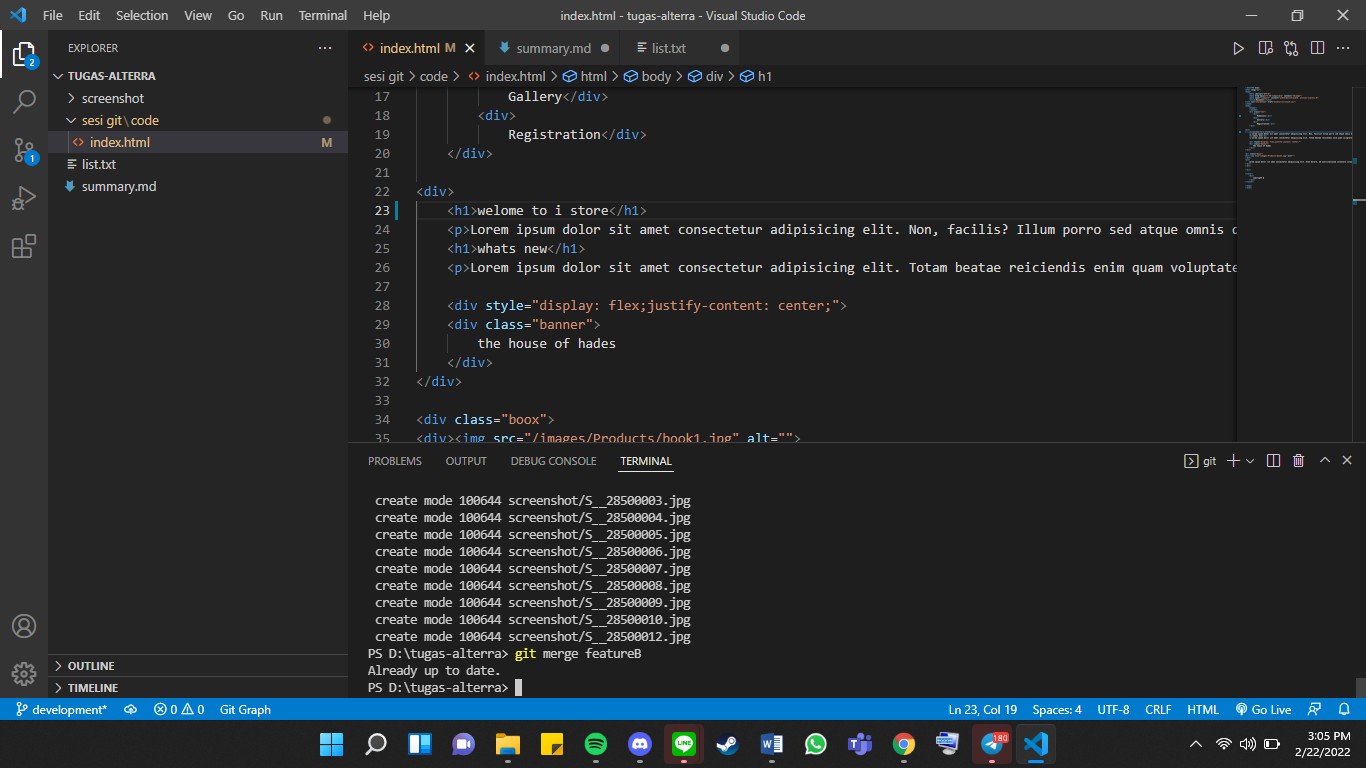 File Edit Selection View Go Run Terminal Help
index.html - tugas-alterra - Visual Studio Code
EXPLORER
TUGAS-ALTERRA
screenshot
sesi git\code
index.html M
list.txt
summary.md
OUTLINE
TIMELINE
2
1
index.html M
summary.md
list.txt
sesi git > code > index.html > html > body > div > h1
17 Gallery</div>
18 <div>
19 Registration</div>
20 </div>
21
22 <div>
23 <h1>welome to i store</h1>
24 <p>Lorem ipsum dolor sit amet consectetur adipisicing elit. Non, facilis? Illum porro sed atque omnis
25 <h1>whats new</h1>
26 <p>Lorem ipsum dolor sit amet consectetur adipisicing elit. Totam beatae reiciendis enim quam voluptate
27
28 <div style="display: flex;justify-content: center;">
29 <div class="banner">
30 the house of hades
31 </div>
32 </div>
33
34 <div class="boox">
35 <div><img src="/images/Products/book1.jpg" alt="">
PROBLEMS OUTPUT DEBUG CONSOLE TERMINAL
git
create mode 100644 screenshot/S__28500003.jpg
create mode 100644 screenshot/S__28500004.jpg
create mode 100644 screenshot/S__28500005.jpg
create mode 100644 screenshot/S__28500006.jpg
create mode 100644 screenshot/S__28500007.jpg
create mode 100644 screenshot/S__28500008.jpg
create mode 100644 screenshot/S__28500009.jpg
create mode 100644 screenshot/S__28500010.jpg
create mode 100644 screenshot/S__28500012.jpg
PS D:\tugas-alterra> git merge featureB
Already up to date.
PS D:\tugas-alterra>
development* 0 0 Git Graph
Ln 23, Col 19 Spaces: 4 UTF-8 CRLF HTML Go Live
LINE
180
3:05 PM
2/22/2022